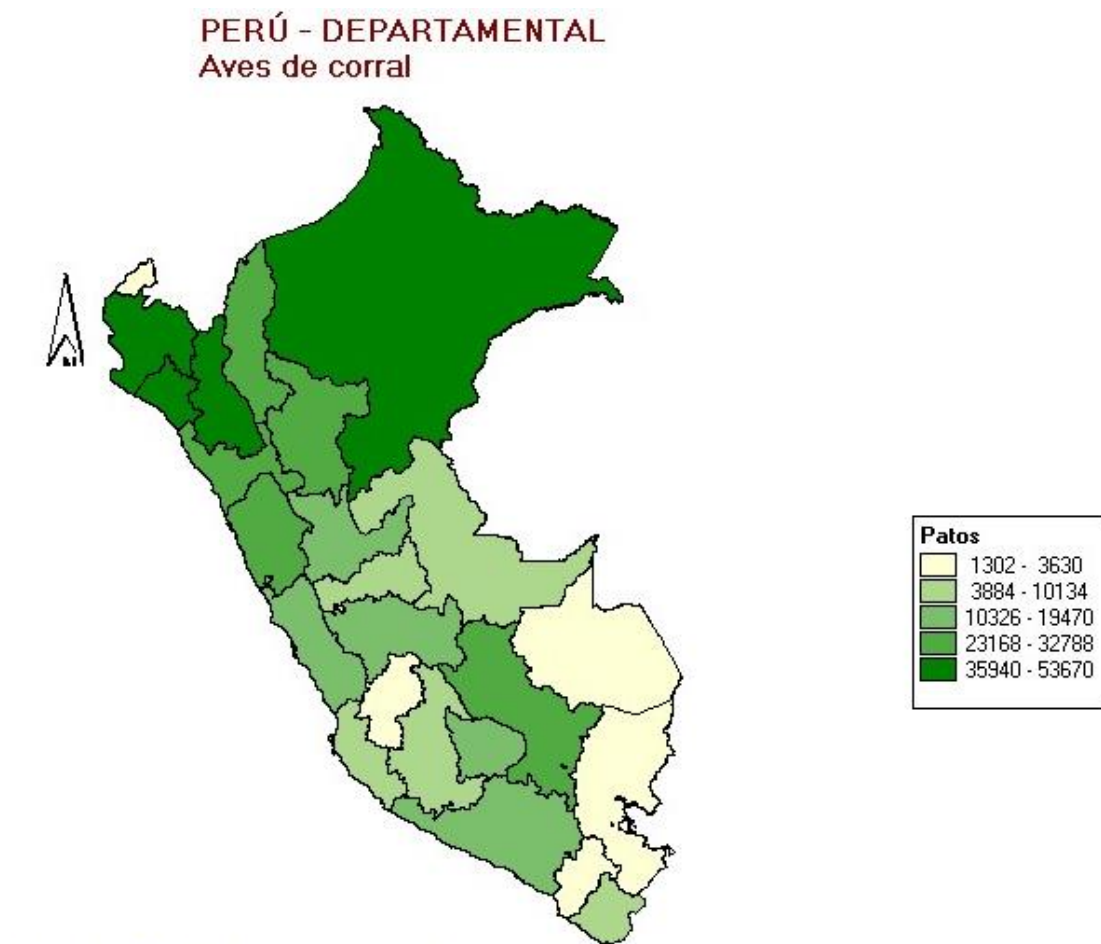 PERÚ - DEPARTAMENTAL
Aves de corral
N
Patos
1302 - 3630
3884 - 10134
10326 - 19470
23168 - 32788
35940 - 53670